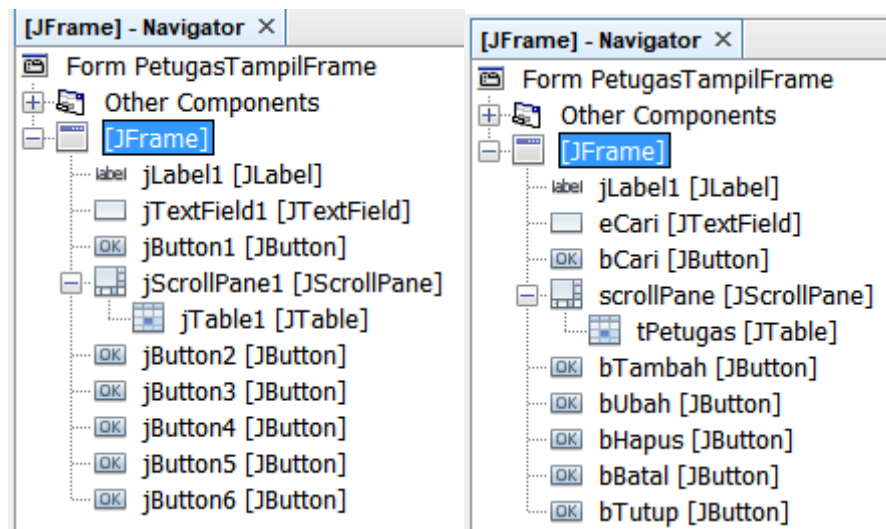 [JFrame] - Navigator ×
Form PetugasTampilFrame
Other Components
[JFrame]
label jLabel1 [JLabel]
jTextField1 [JTextField]
OK jButton1 [JButton]
jScrollPane1 [JScrollPane]
jTable1 [JTable]
OK jButton2 [JButton]
OK jButton3 [JButton]
OK jButton4 [JButton]
OK jButton5 [JButton]
OK jButton6 [JButton]
[JFrame] - Navigator ×
Form PetugasTampilFrame
Other Components
[JFrame]
label jLabel1 [JLabel]
eCari [JTextField]
OK bCari [JButton]
scrollPane [JScrollPane]
tPetugas [JTable]
OK bTambah [JButton]
OK bUbah [JButton]
OK bHapus [JButton]
OK bBatal [JButton]
OK bTutup [JButton]